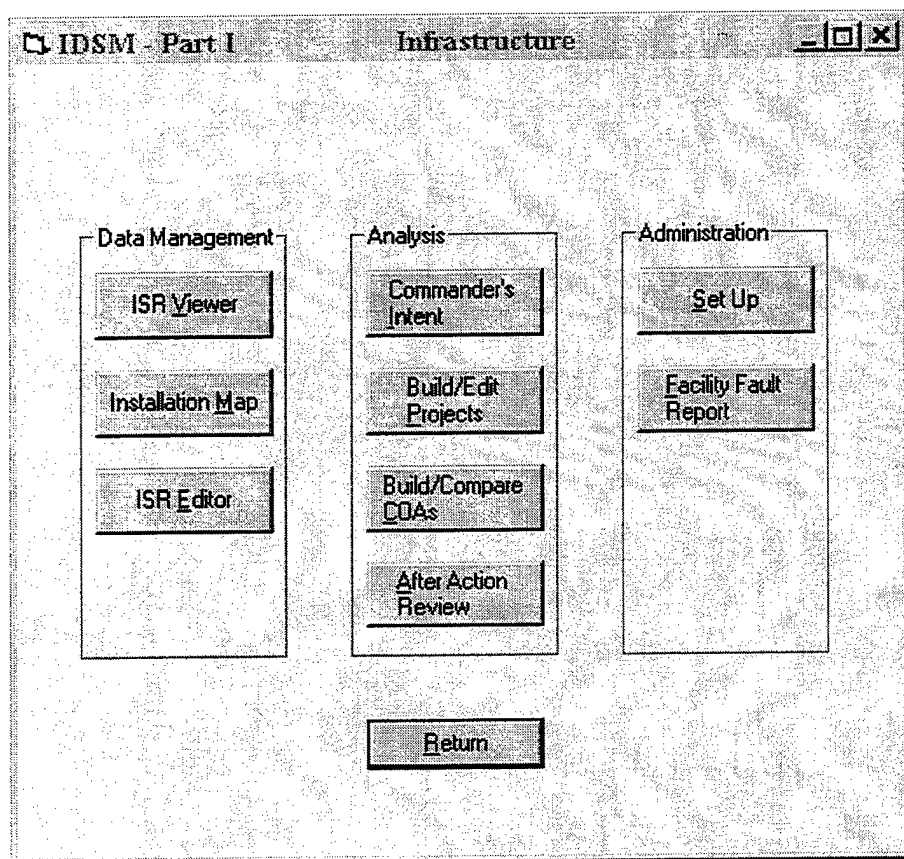 IDSM - Part I Infrastructure
Data Management
ISR Viewer
Installation Map
ISR Editor
Analysis
Commander's
Intent
Build/Edit
Projects
Build/Compare
COAs
After Action
Review
Administration
Set Up
Facility Fault
Report
Return